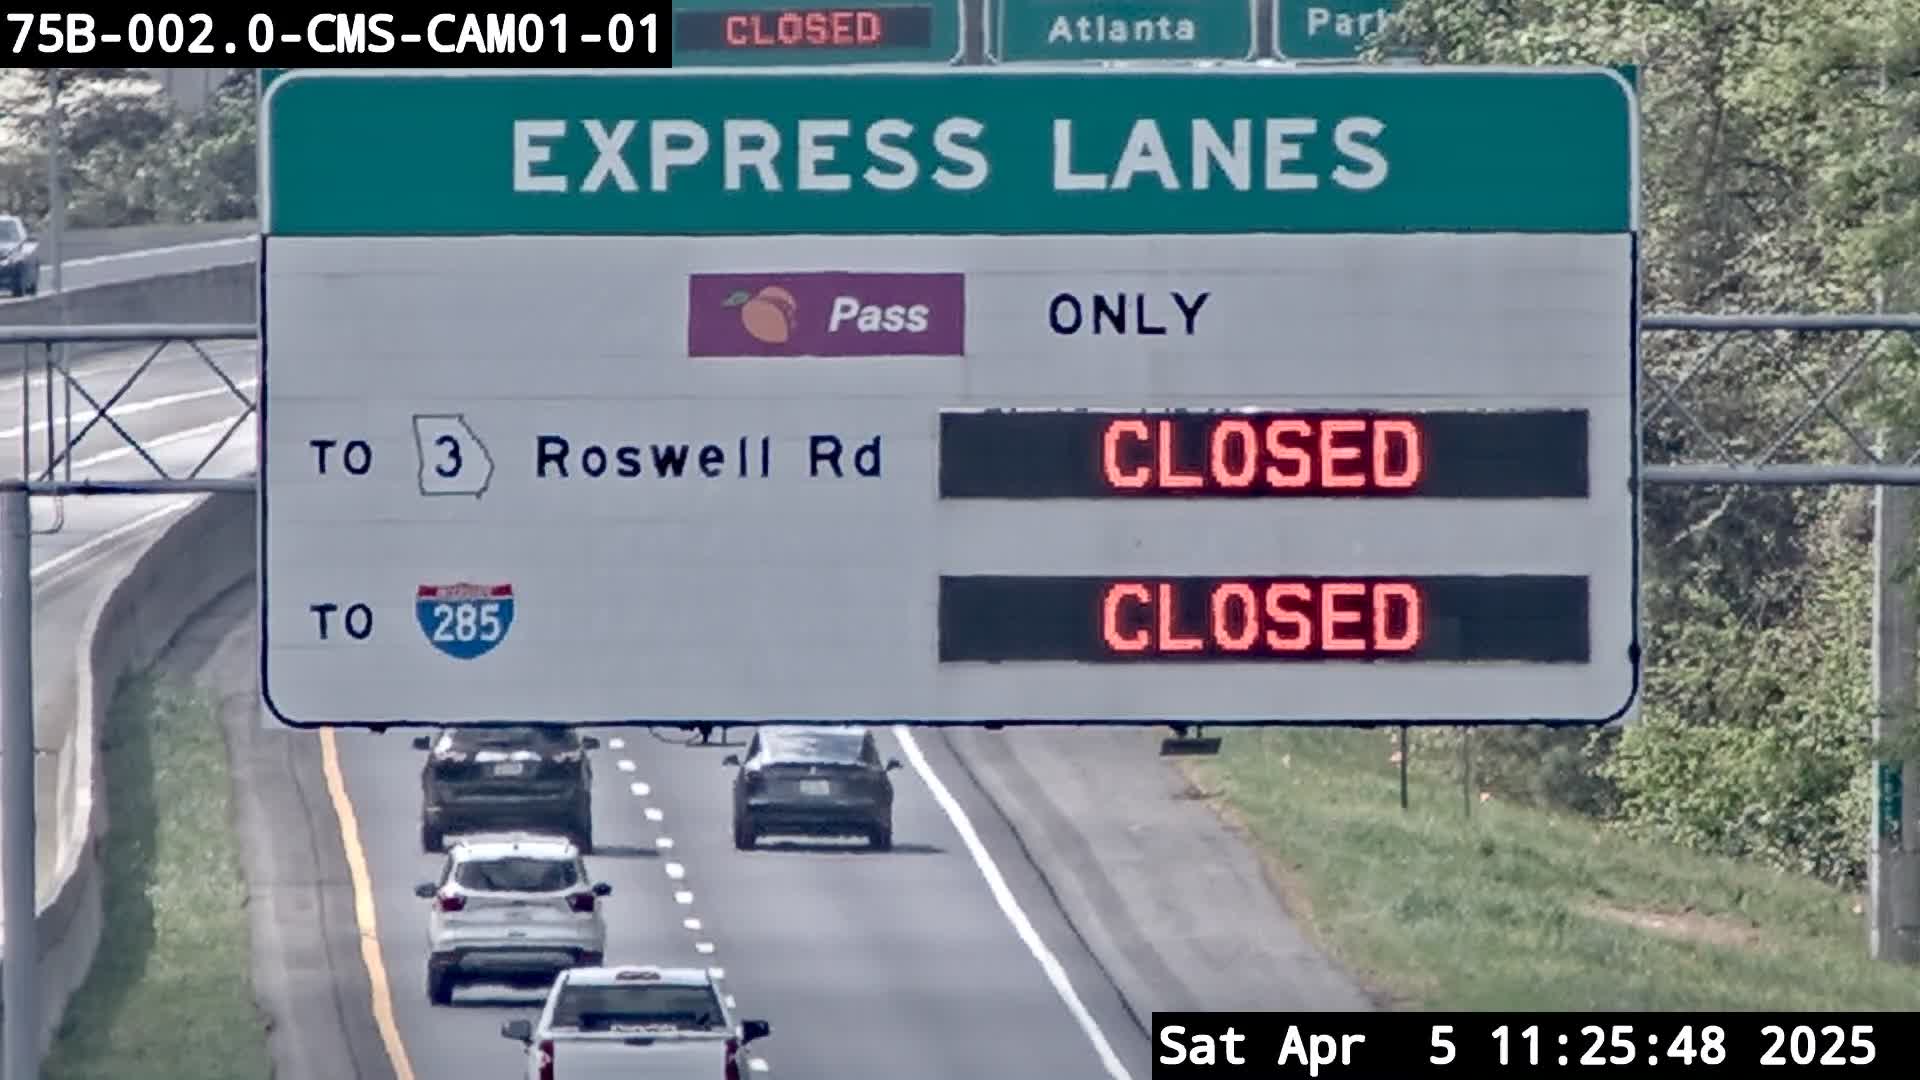 75B-002.0-CMS-CAM01-01
CLOSED
Atlanta
EXPRESS LANES
Pass ONLY
TO 3 Roswell Rd CLOSED
TO 285 CLOSED
Sat Apr 5 11:25:48 2025